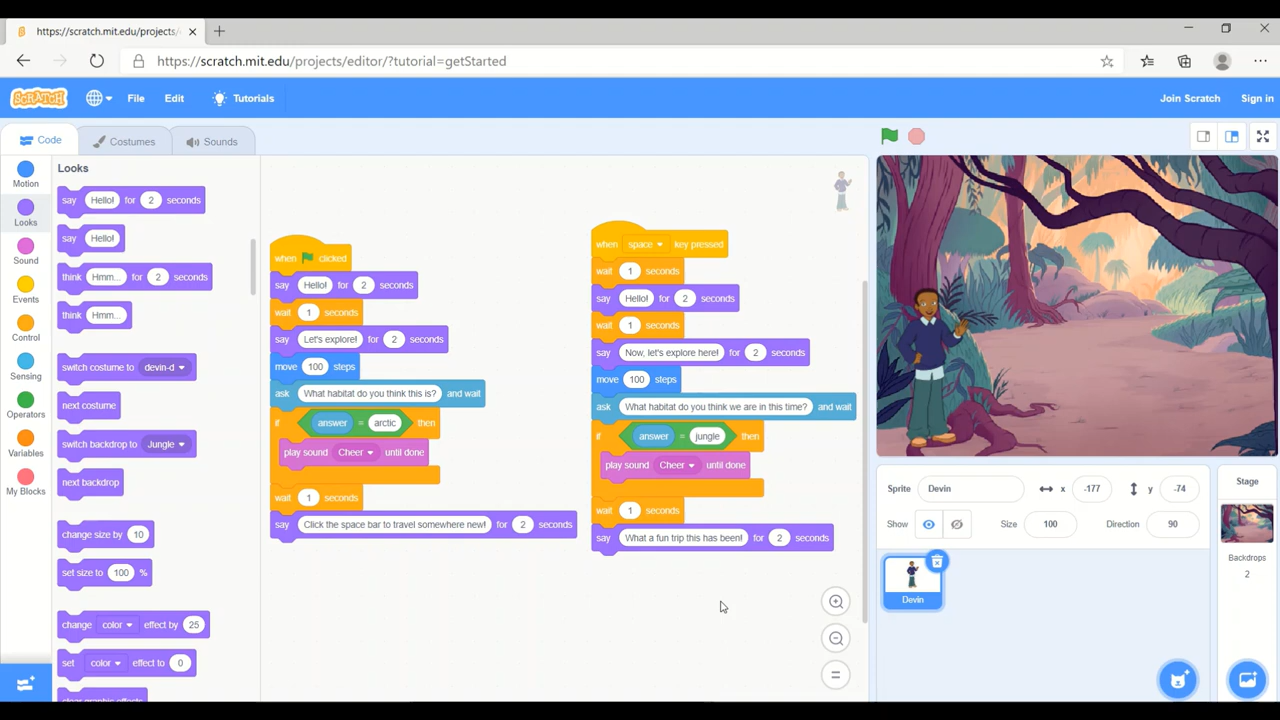 https://scratch.mit.edu/projects/
https://scratch.mit.edu/projects/editor/?tutorial=getStarted
SCRATCH File Edit Tutorials Join Scratch Sign in
Code Costumes Sounds
Motion
Looks
Sound
Events
Control
Sensing
Operators
Variables
My Blocks
Looks
say Hello! for 2 seconds
say Hello!
think Hmm... for 2 seconds
think Hmm...
switch costume to devin-d
next costume
switch backdrop to Jungle
next backdrop
change size by 10
set size to 100 %
change color effect by 25
set color effect to 0
clear graphic effects
when clicked
say Hello! for 2 seconds
wait 1 seconds
say Let's explore! for 2 seconds
move 100 steps
ask What habitat do you think this is? and wait
if answer = arctic then
play sound Cheer until done
wait 1 seconds
say Click the space bar to travel somewhere new! for 2 seconds
when space key pressed
wait 1 seconds
say Hello! for 2 seconds
wait 1 seconds
say Now, let's explore here! for 2 seconds
move 100 steps
ask What habitat do you think we are in this time? and wait
if answer = jungle then
play sound Cheer until done
wait 1 seconds
say What a fun trip this has been! for 2 seconds
Sprite Devin x -177 y -74
Show Size 100 Direction 90
Devin
Stage
Backdrops
2